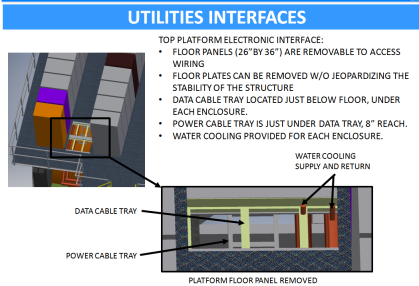 UTILITIES INTERFACES
TOP PLATFORM ELECTRONIC INTERFACE:
• FLOOR PANELS (26"BY 36") ARE REMOVABLE TO ACCESS
WIRING
• FLOOR PLATES CAN BE REMOVED W/O JEOPARDIZING THE
STABILITY OF THE STRUCTURE
• DATA CABLE TRAY LOCATED JUST BELOW FLOOR, UNDER
EACH ENCLOSURE.
• POWER CABLE TRAY IS JUST UNDER DATA TRAY, 8" REACH.
• WATER COOLING PROVIDED FOR EACH ENCLOSURE.
WATER COOLING
SUPPLY AND RETURN
DATA CABLE TRAY
POWER CABLE TRAY
PLATFORM FLOOR PANEL REMOVED